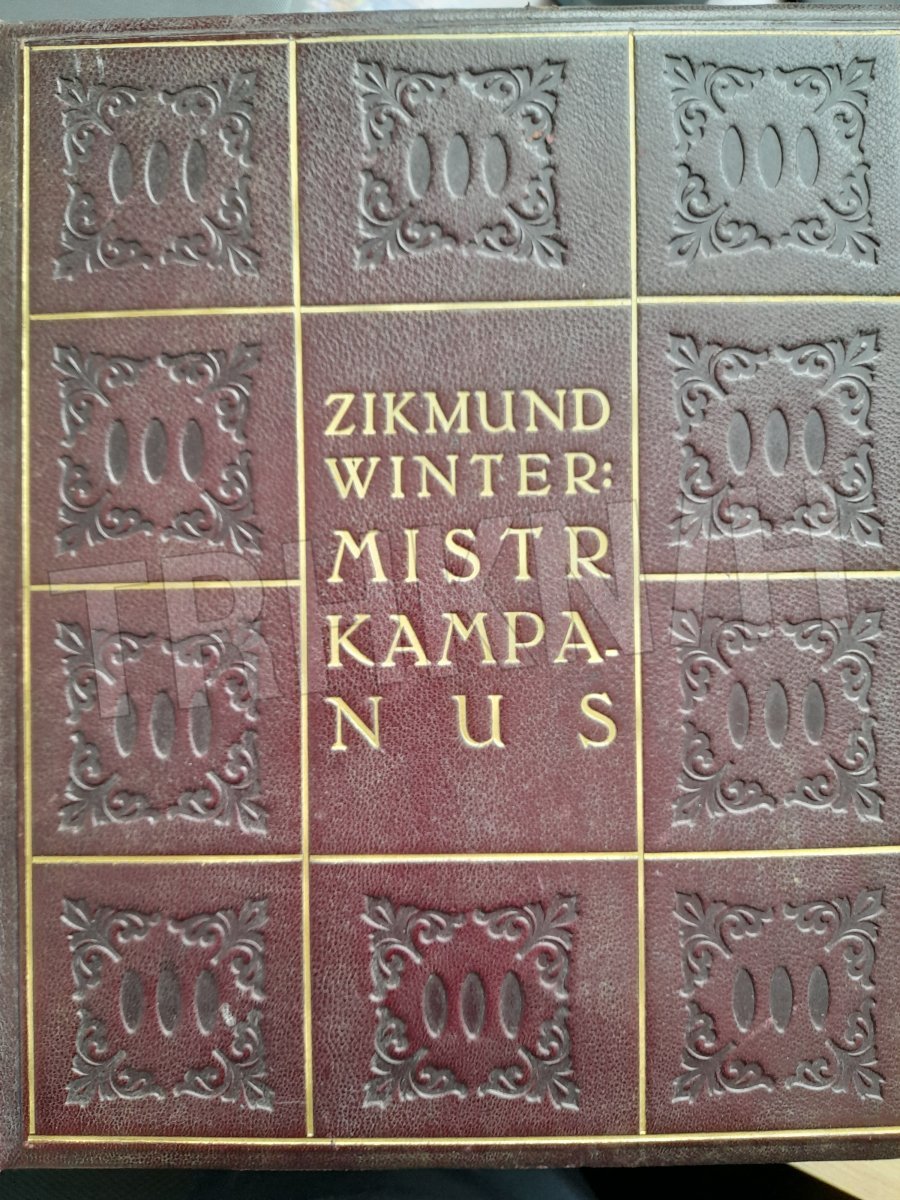 ZIKMUND
WINTER:
MISTR
KAMPA-
NUS